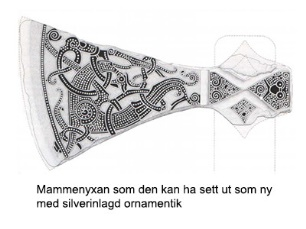 Mammenyxan som den kan ha sett ut som ny
med silverinlagd ornamentik